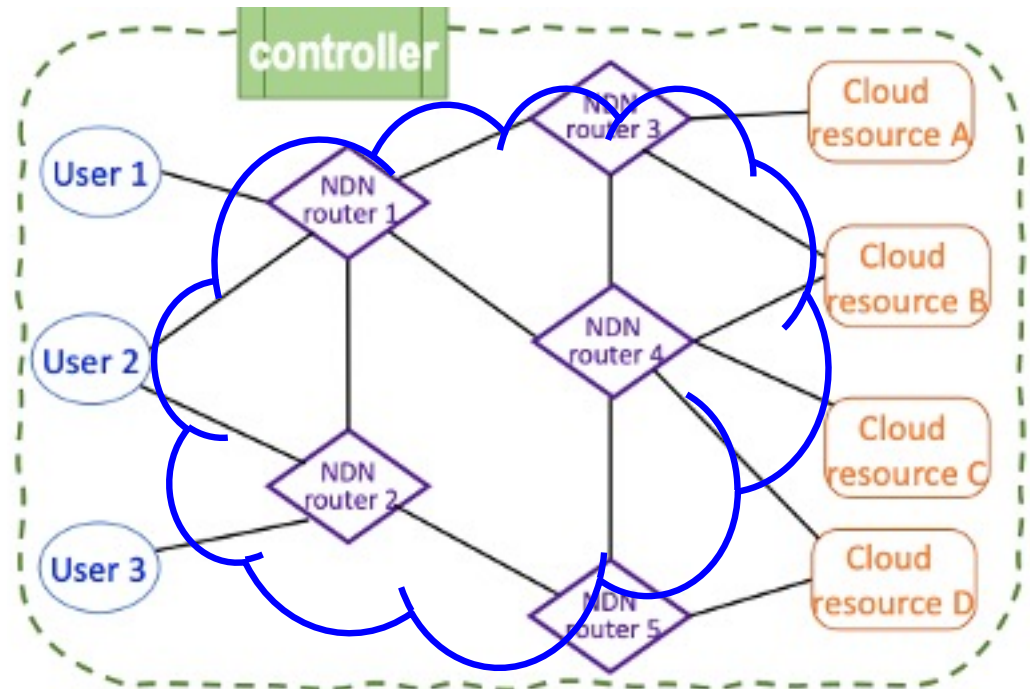 controller
User 1
User 2
User 3
NDN
router 1
NDN
router 2
NDN
router 3
NDN
router 4
NDN
router 5
Cloud
resource A
Cloud
resource B
Cloud
resource C
Cloud
resource D